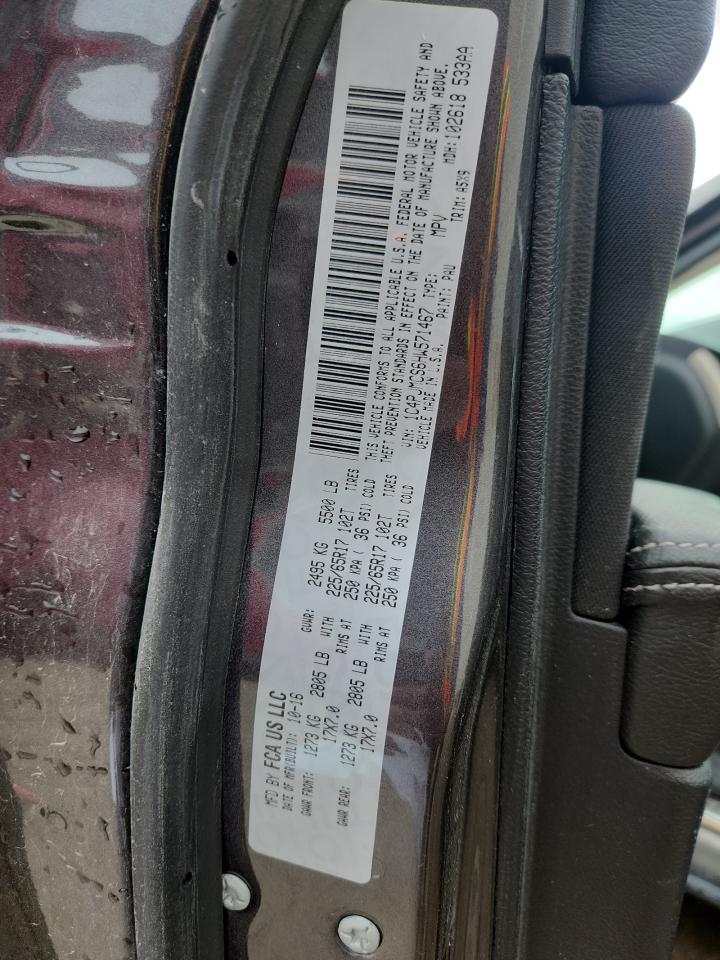 MFD BY FCA US LLC
DATE OF MFR(BUILT): 10-16 GVWR: 2495 KG 5500 LB
GAWR FRONT: 1273 KG 2805 LB WITH 225/65R17 102T TIRES
17X7.0 RIMS AT 250 KPA ( 36 PSI) COLD
GAWR REAR: 1273 KG 2805 LB WITH 225/65R17 102T TIRES
17X7.0 RIMS AT 250 KPA ( 36 PSI) COLD
THIS VEHICLE CONFORMS TO ALL APPLICABLE U.S.A. FEDERAL MOTOR VEHICLE SAFETY AND
THEFT PREVENTION STANDARDS IN EFFECT ON THE DATE OF MANUFACTURE SHOWN ABOVE.
VIN: 1C4PJMCS6HW571467 TYPE: MPV MDH:102618 533AA
VEHICLE MADE IN U.S.A. PAINT: PAU TRIM: A5X9